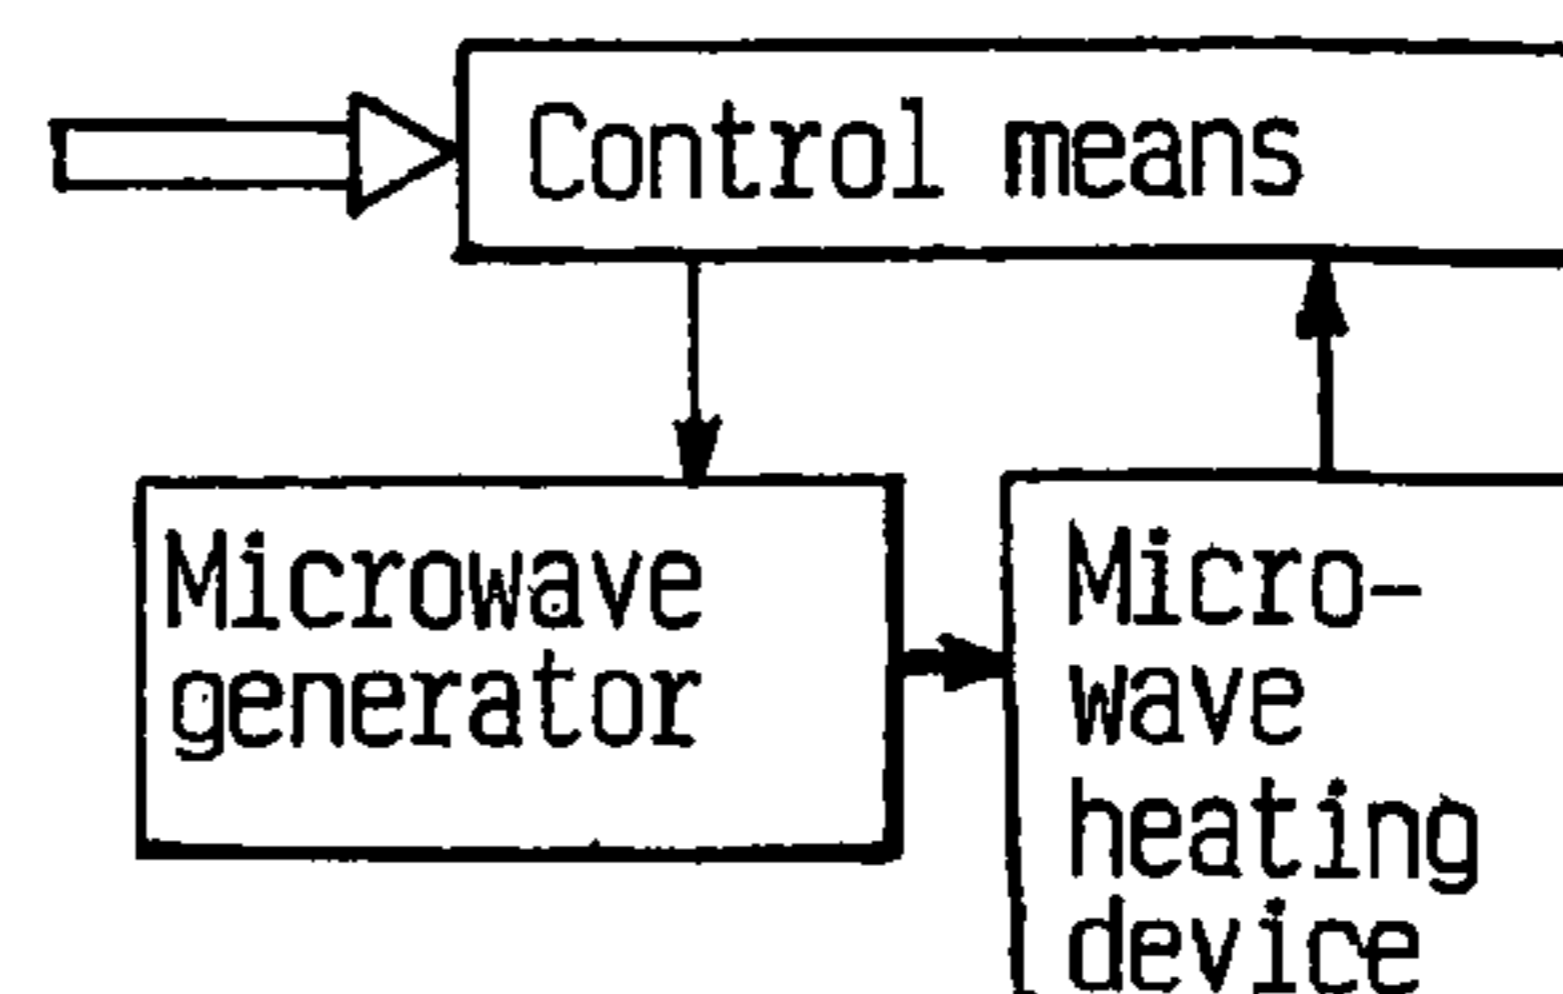 Control means
Microwave
generator
Micro-
wave
heating
device